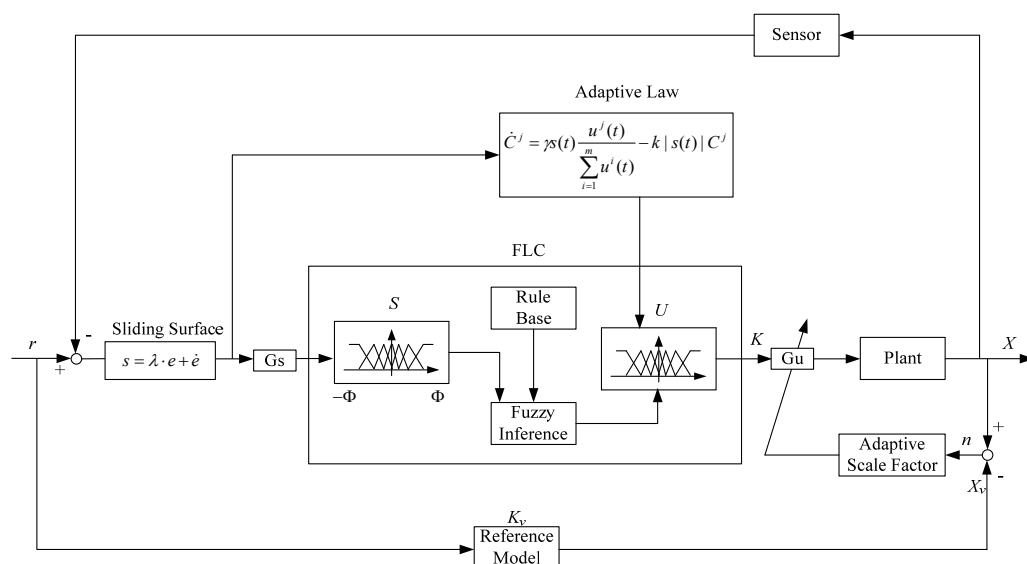 Sensor
Adaptive Law
Ċ^j = γs(t) u^j(t) / ∑_{i=1}^{m} u^i(t) − k | s(t) | C^j
FLC
S
Rule
Base
U
r
-
+
Sliding Surface
s = λ · e + ė
Gs
−Φ
Φ
Fuzzy
Inference
K
Gu
Plant
X
+
n
Adaptive
Scale Factor
-
X_v
K_v
Reference
Model